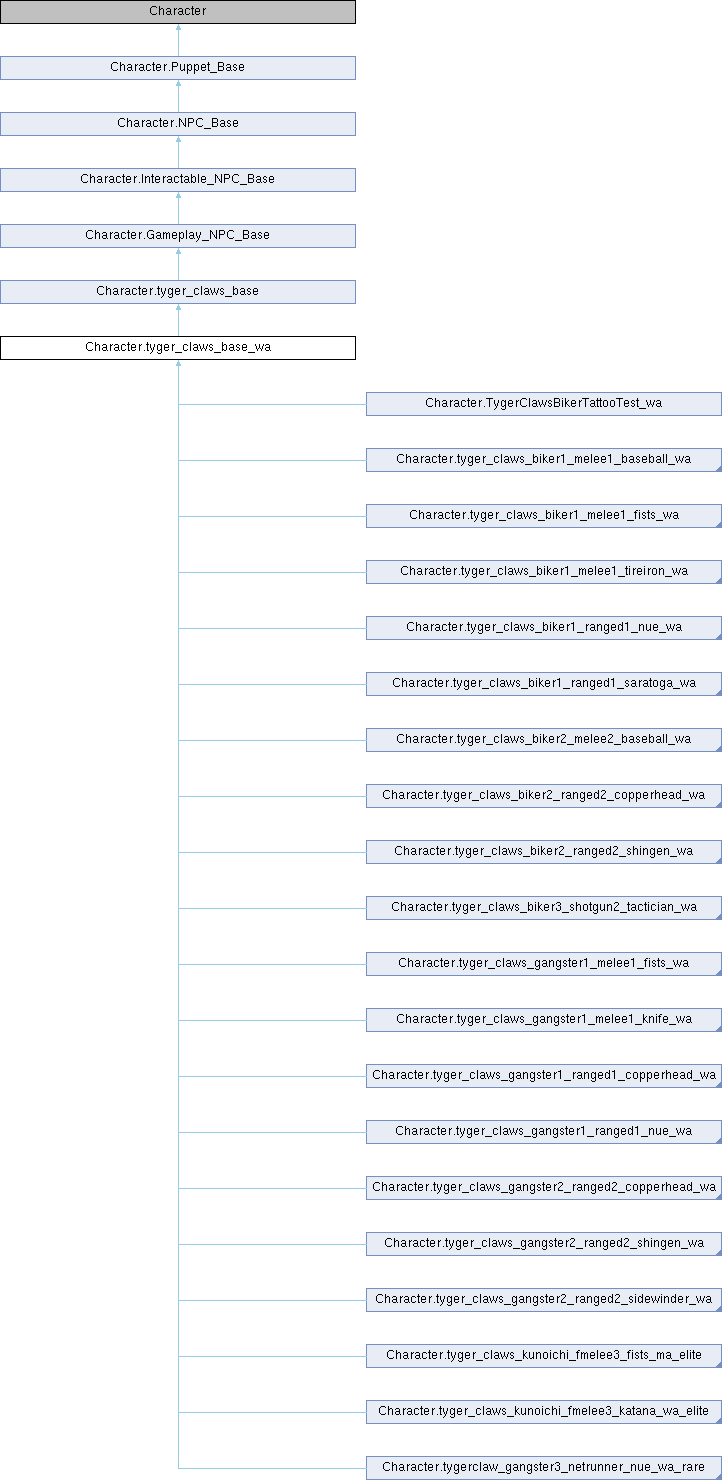 Character
Character.Puppet_Base
Character.NPC_Base
Character.Interactable_NPC_Base
Character.Gameplay_NPC_Base
Character.tyger_claws_base
Character.tyger_claws_base_wa
Character.TygerClawsBikerTattooTest_wa
Character.tyger_claws_biker1_melee1_baseball_wa
Character.tyger_claws_biker1_melee1_fists_wa
Character.tyger_claws_biker1_melee1_tireiron_wa
Character.tyger_claws_biker1_ranged1_nue_wa
Character.tyger_claws_biker1_ranged1_saratoga_wa
Character.tyger_claws_biker2_melee2_baseball_wa
Character.tyger_claws_biker2_ranged2_copperhead_wa
Character.tyger_claws_biker2_ranged2_shingen_wa
Character.tyger_claws_biker3_shotgun2_tactician_wa
Character.tyger_claws_gangster1_melee1_fists_wa
Character.tyger_claws_gangster1_melee1_knife_wa
Character.tyger_claws_gangster1_ranged1_copperhead_wa
Character.tyger_claws_gangster1_ranged1_nue_wa
Character.tyger_claws_gangster2_ranged2_copperhead_wa
Character.tyger_claws_gangster2_ranged2_shingen_wa
Character.tyger_claws_gangster2_ranged2_sidewinder_wa
Character.tyger_claws_kunoichi_fmelee3_fists_ma_elite
Character.tyger_claws_kunoichi_fmelee3_katana_wa_elite
Character.tygerclaw_gangster3_netrunner_nue_wa_rare